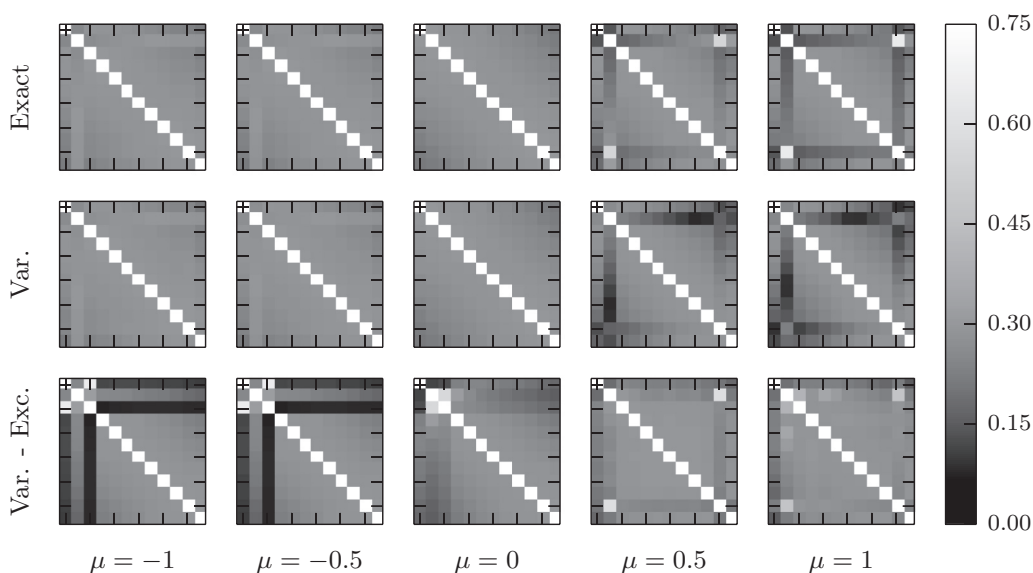 Exact
Var.
Var. - Exc.
μ = −1
μ = −0.5
μ = 0
μ = 0.5
μ = 1
0.75
0.60
0.45
0.30
0.15
0.00